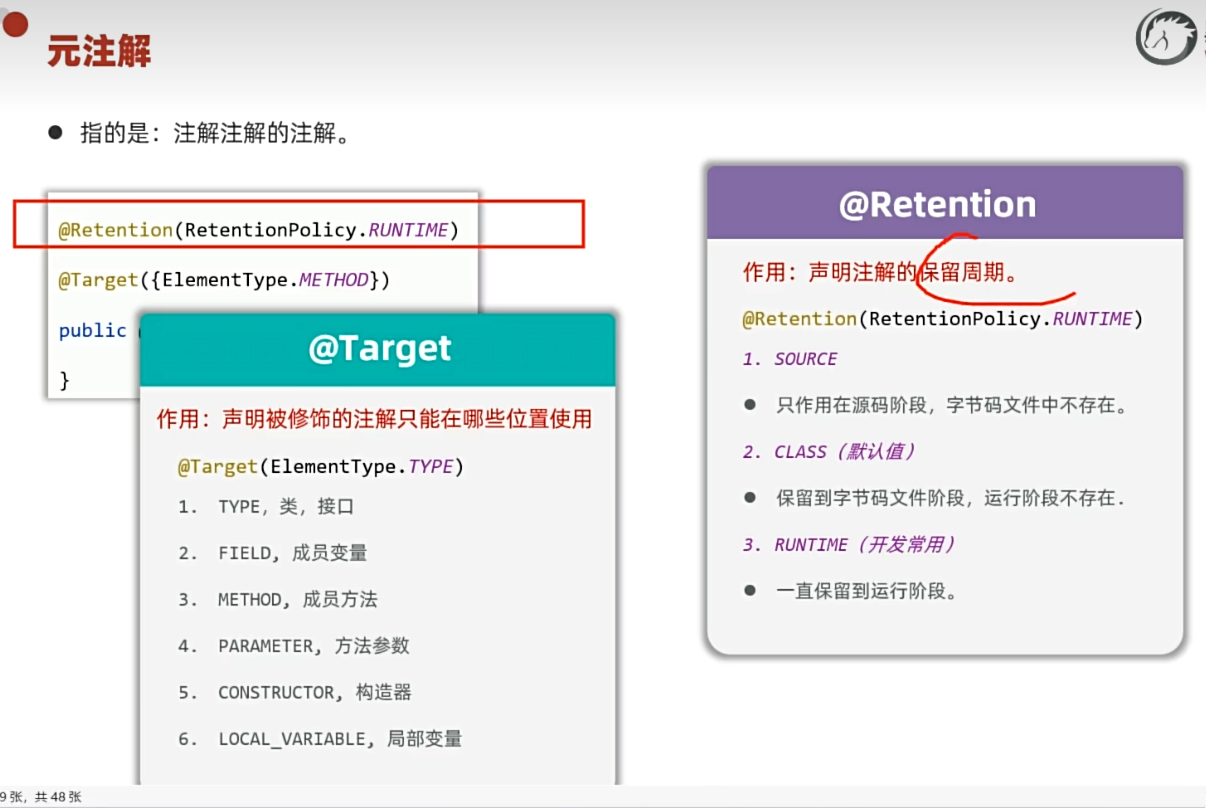 元注解
● 指的是：注解注解的注解。
@Retention(RetentionPolicy.RUNTIME)
@Target({ElementType.METHOD})
public
}
@Target
作用：声明被修饰的注解只能在哪些位置使用
@Target(ElementType.TYPE)
1. TYPE，类，接口
2. FIELD, 成员变量
3. METHOD, 成员方法
4. PARAMETER, 方法参数
5. CONSTRUCTOR, 构造器
6. LOCAL_VARIABLE, 局部变量
@Retention
作用：声明注解的保留周期。
@Retention(RetentionPolicy.RUNTIME)
1. SOURCE
● 只作用在源码阶段，字节码文件中不存在。
2. CLASS（默认值）
● 保留到字节码文件阶段，运行阶段不存在.
3. RUNTIME（开发常用）
● 一直保留到运行阶段。
9 张，共 48 张